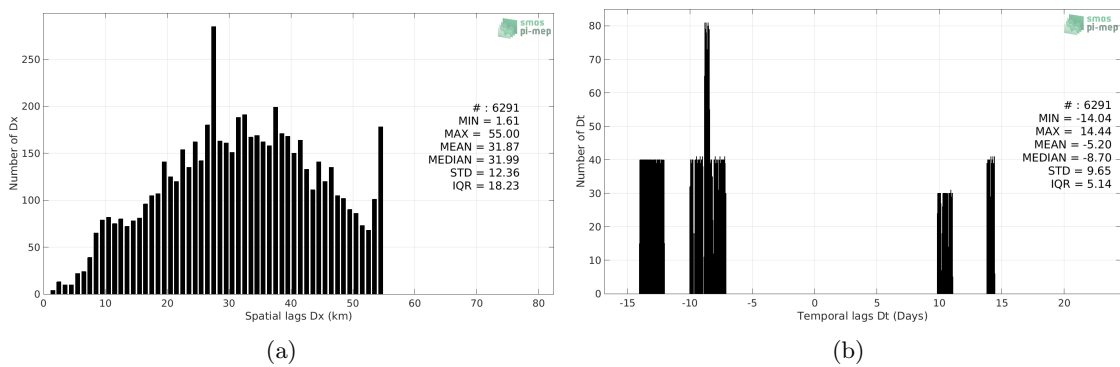 smos
pi-mep
Number of Dx
250
200
150
100
50
0
# : 6291
MIN = 1.61
MAX = 55.00
MEAN = 31.87
MEDIAN = 31.99
STD = 12.36
IQR = 18.23
0 10 20 30 40 50 60 70 80
Spatial lags Dx (km)
(a)
smos
pi-mep
Number of Dt
80
70
60
50
40
30
20
10
0
# : 6291
MIN = -14.04
MAX = 14.44
MEAN = -5.20
MEDIAN = -8.70
STD = 9.65
IQR = 5.14
-15 -10 -5 0 5 10 15 20
Temporal lags Dt (Days)
(b)